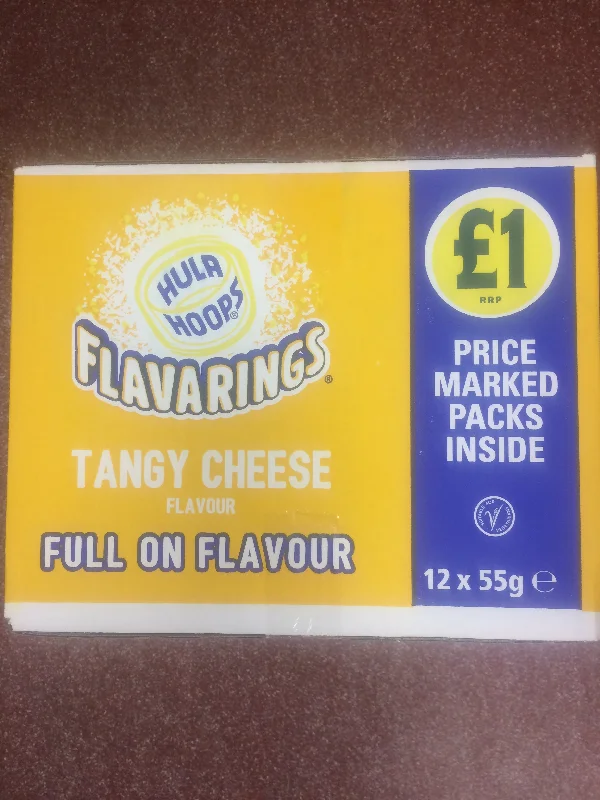 HULA
HOOPS®
FLAVARINGS®
TANGY CHEESE
FLAVOUR
FULL ON FLAVOUR
£1
RRP
PRICE
MARKED
PACKS
INSIDE
12 x 55g ℮